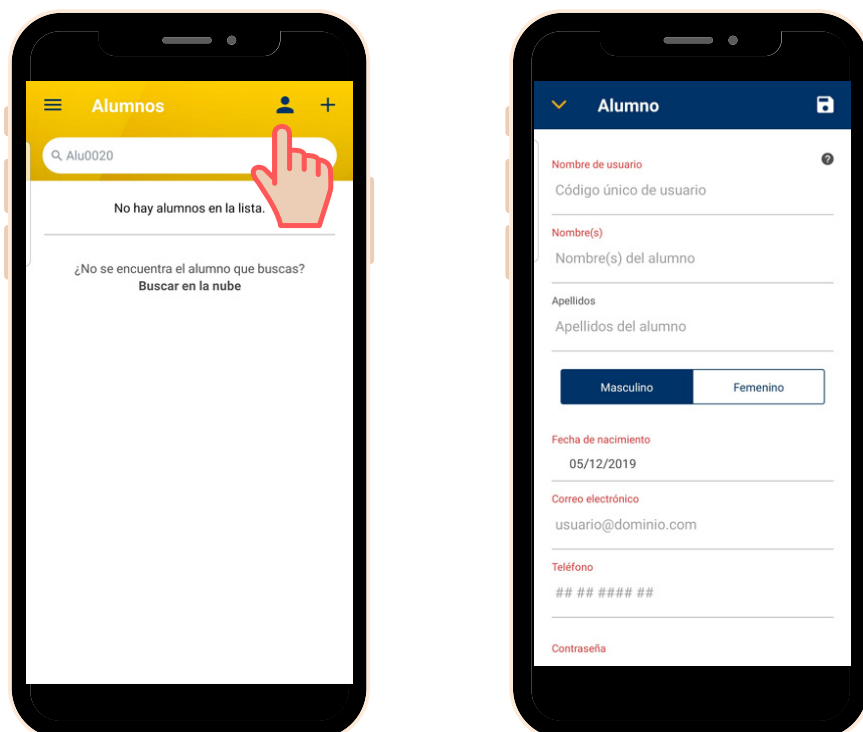 Alumnos
Alu0020
No hay alumnos en la lista.
¿No se encuentra el alumno que buscas?
Buscar en la nube
Alumno
Nombre de usuario
Código único de usuario
Nombre(s)
Nombre(s) del alumno
Apellidos
Apellidos del alumno
Masculino Femenino
Fecha de nacimiento
05/12/2019
Correo electrónico
usuario@dominio.com
Teléfono
## ## #### ##
Contraseña